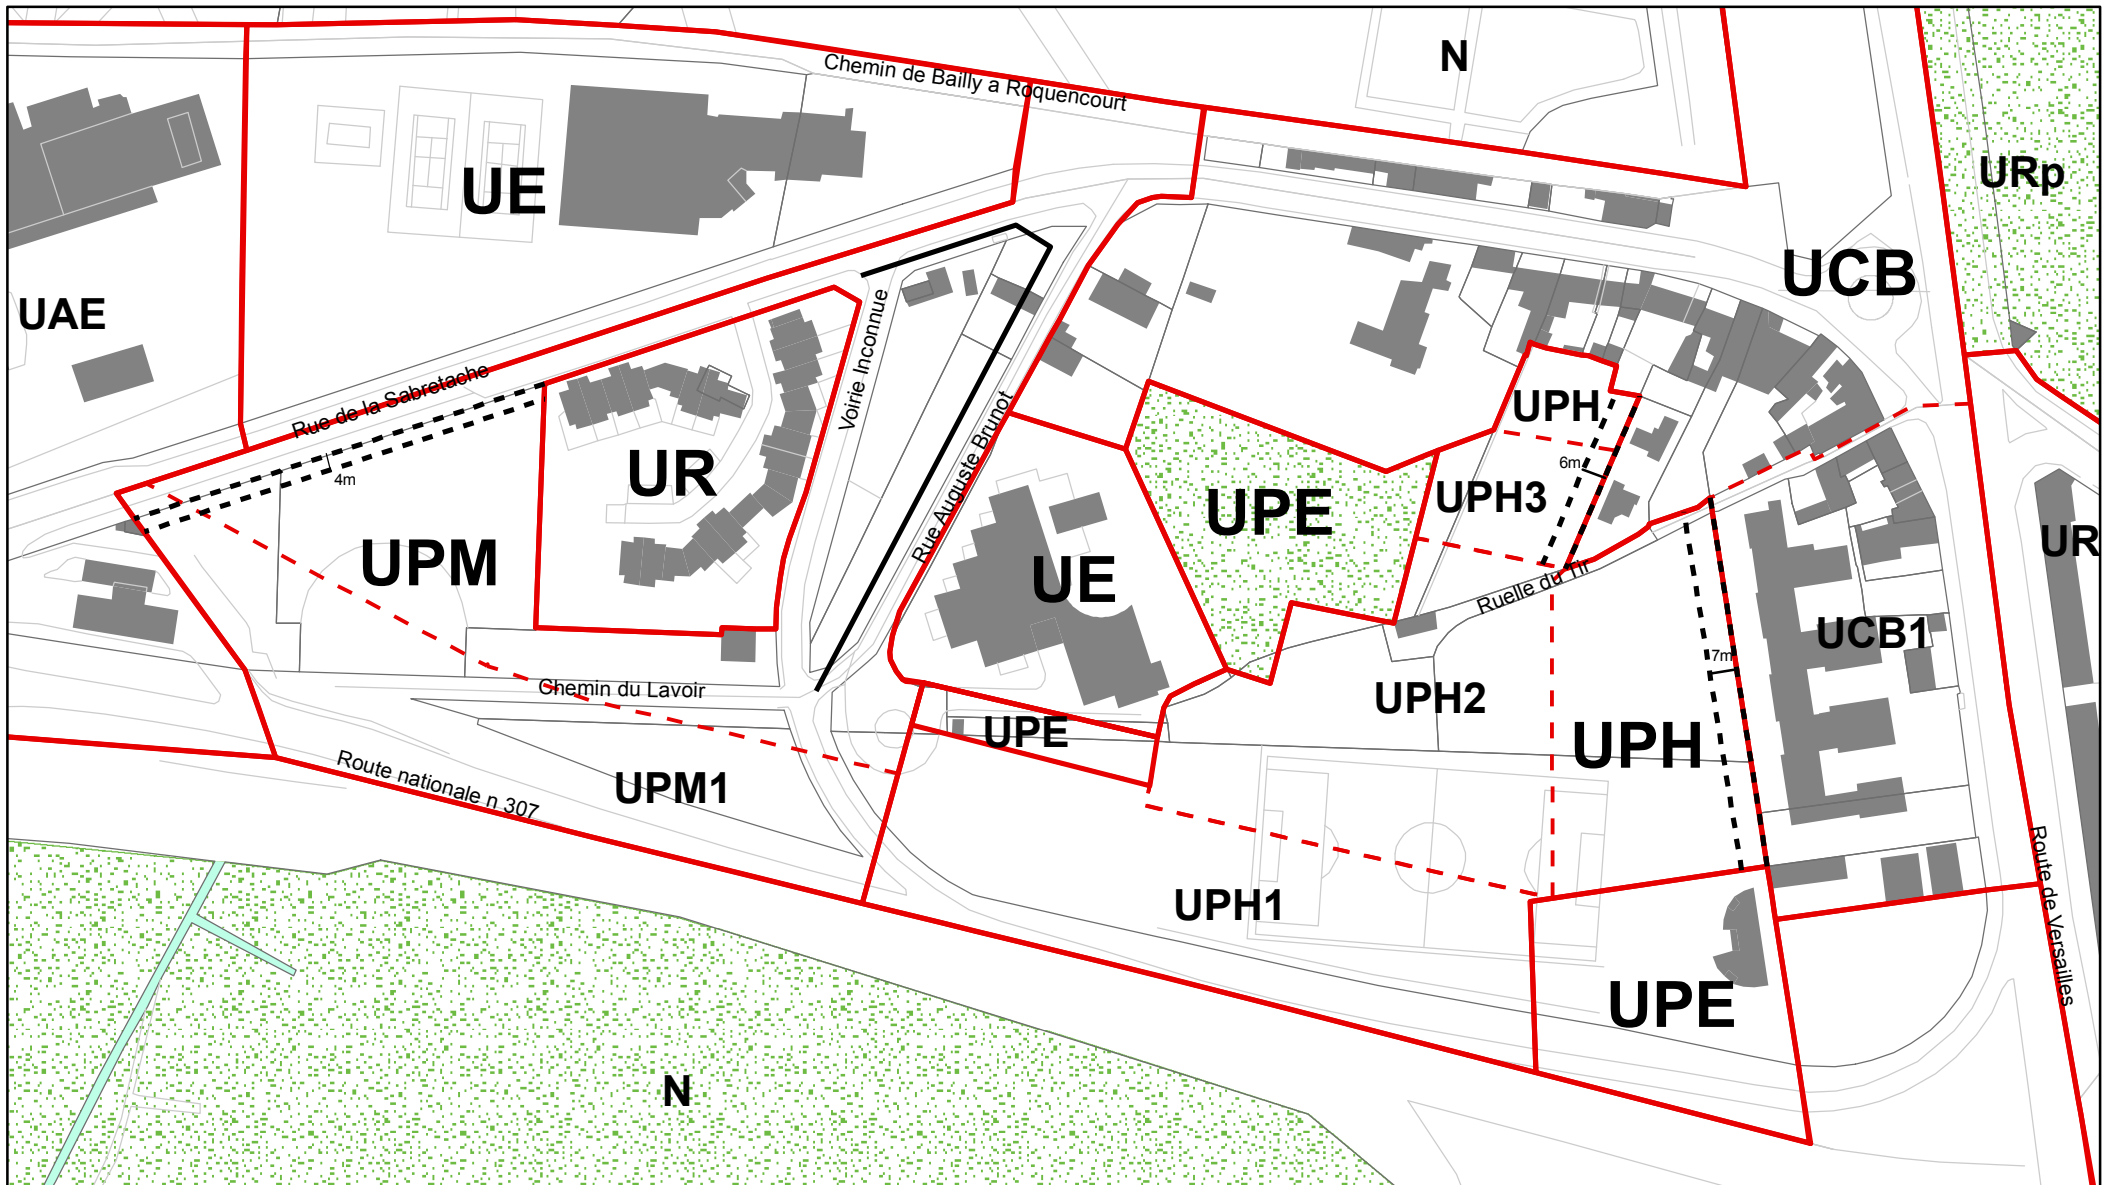 N
Chemin de Bailly a Roquencourt
URp
UE
UCB
UAE
Voirie Inconnue
Rue de la Sabretache
UPH
Rue Auguste Brunot
6m
UR
4m
UPH3
UPE
UR
UPM
UE
Ruelle du Tir
UCB1
7m
Chemin du Lavoir
UPH2
UPE
UPH
Route nationale n 307
UPM1
UPH1
Route de Versailles
UPE
N